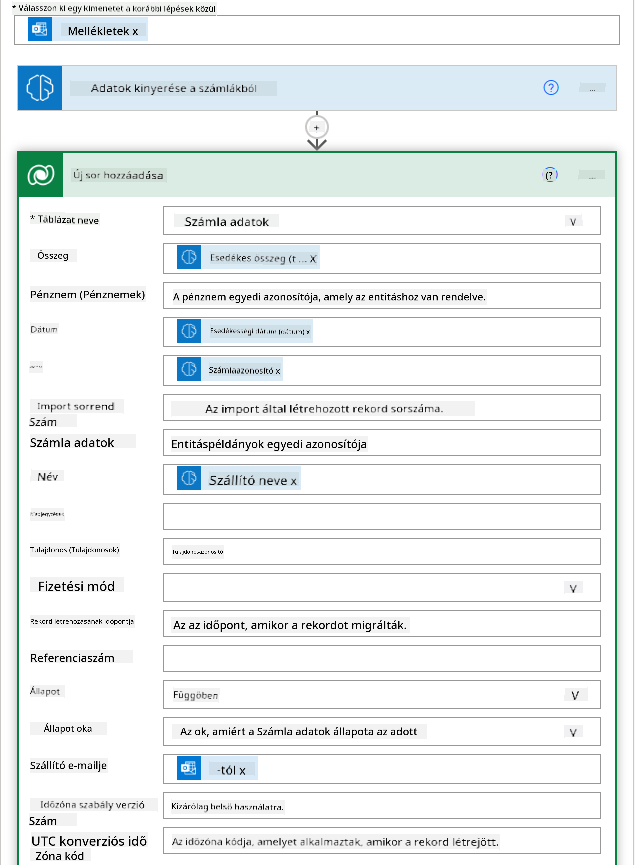 * Válasszon ki egy kimenetet a korábbi lépések közül
Mellékletek x
Adatok kinyerése a számlákból
?
...
+
Új sor hozzáadása
(?
...
* Táblázat neve
Számla adatok
v
Összeg
Esedékes összeg (t ... X
Pénznem (Pénznemek)
A pénznem egyedi azonosítója, amely az entitáshoz van rendelve.
Dátum
Esedékességi dátum (dátum) x
Számlaazonosító x
Import sorrend
Szám
Az import által létrehozott rekord sorszáma.
Számla adatok
Entitáspéldányok egyedi azonosítója
Név
Szállító neve x
Tulajdonos (Tulajdonosok)
Fizetési mód
V
Rekord létrehozásának időpontja
Az az időpont, amikor a rekordot migrálták.
Referenciaszám
Állapot
Függőben
V
Állapot oka
Az ok, amiért a Számla adatok állapota az adott
V
Szállító e-mailje
-tól x
Időzóna szabály verzió
Szám
Kizárólag belső használatra.
UTC konverziós idő
Zóna kód
Az időzóna kódja, amelyet alkalmaztak, amikor a rekord létrejött.